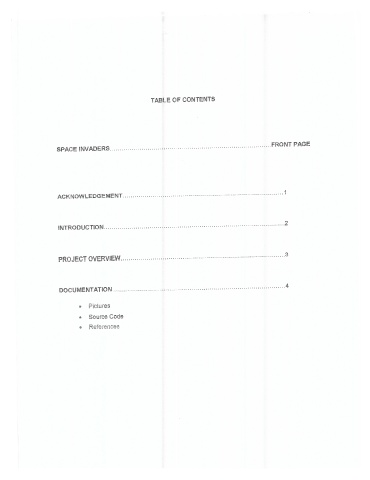 TABLE OF CONTENTS
SPACE INVADERS..............................................................FRONT PAGE
ACKNOWLEDGEMENT..............................................................1
INTRODUCTION......................................................................2
PROJECT OVERVIEW...............................................................3
DOCUMENTATION..................................................................4
• Pictures
• Source Code
• References